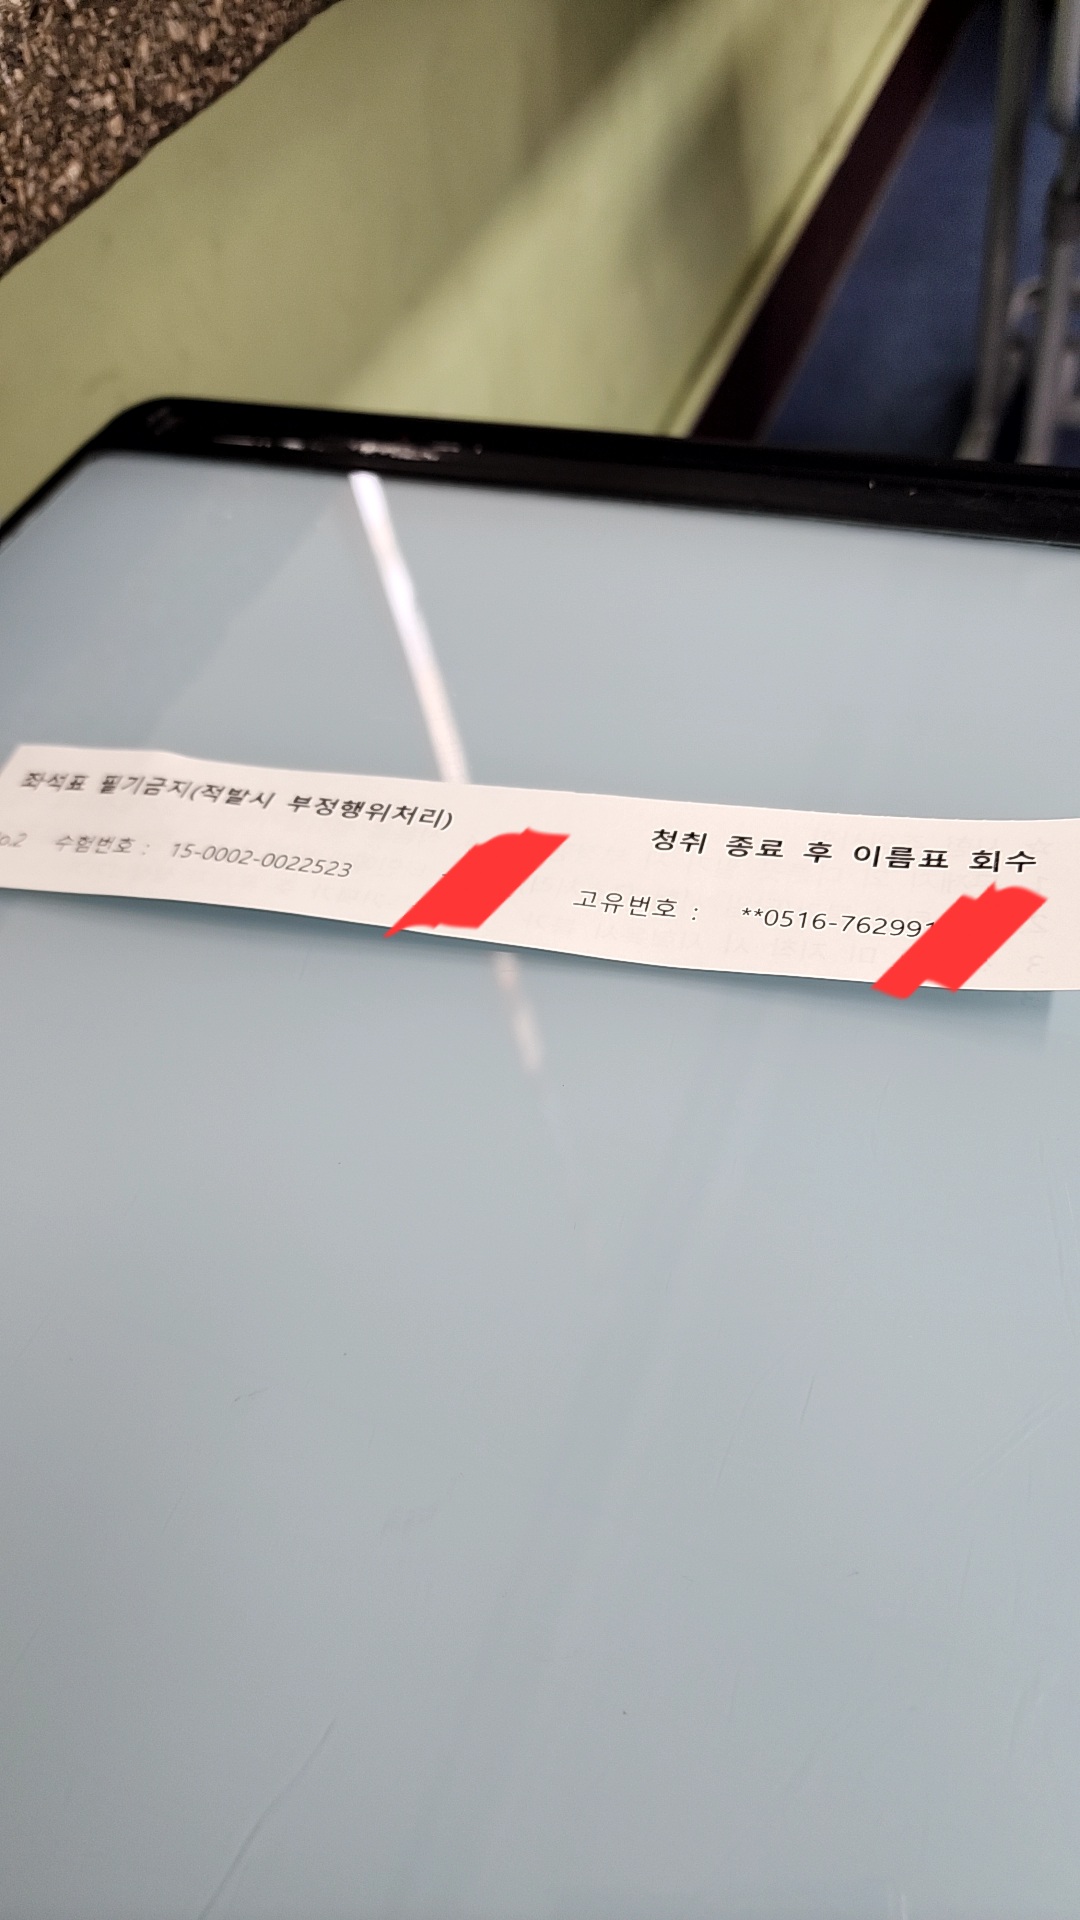 좌석표 필기금지(적발시 부정행위처리)
청취 종료 후 이름표 회수
수험번호 : 15-0002-0022523
고유번호 : **0516-762991